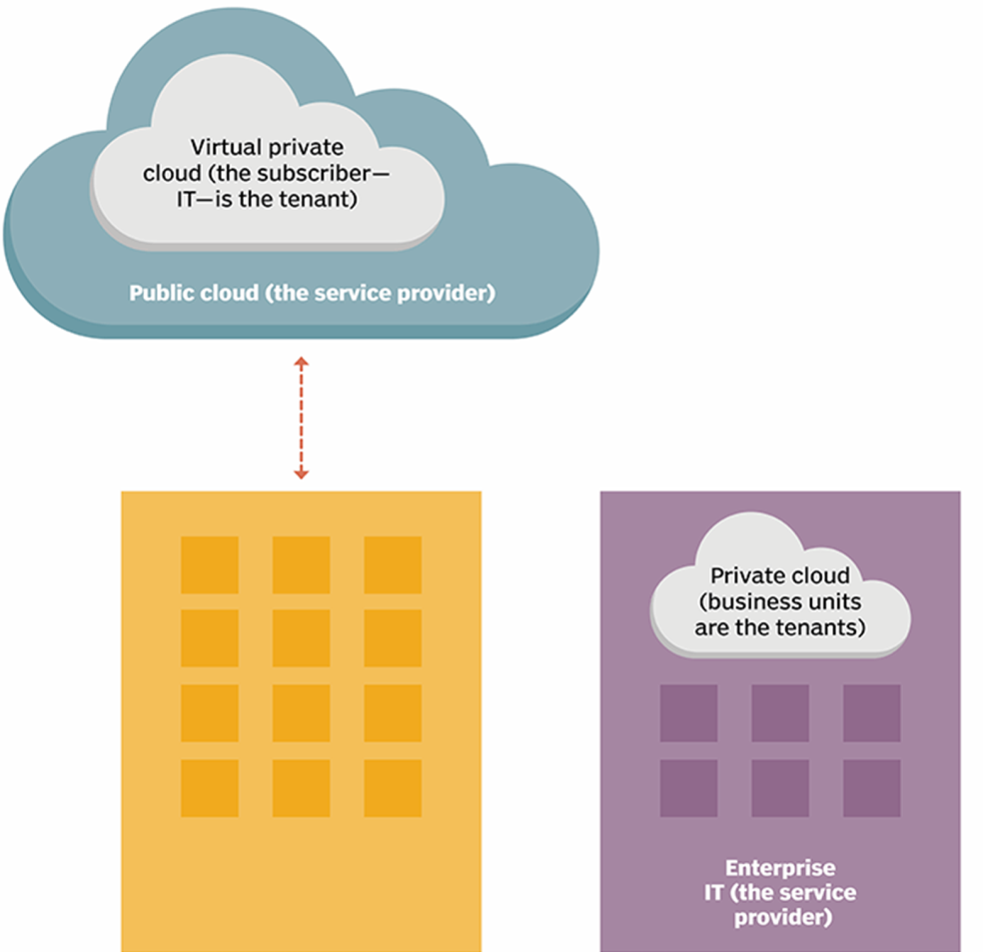 Virtual private
cloud (the subscriber—
IT—is the tenant)
Public cloud (the service provider)
Private cloud
(business units
are the tenants)
Enterprise
IT (the service
provider)